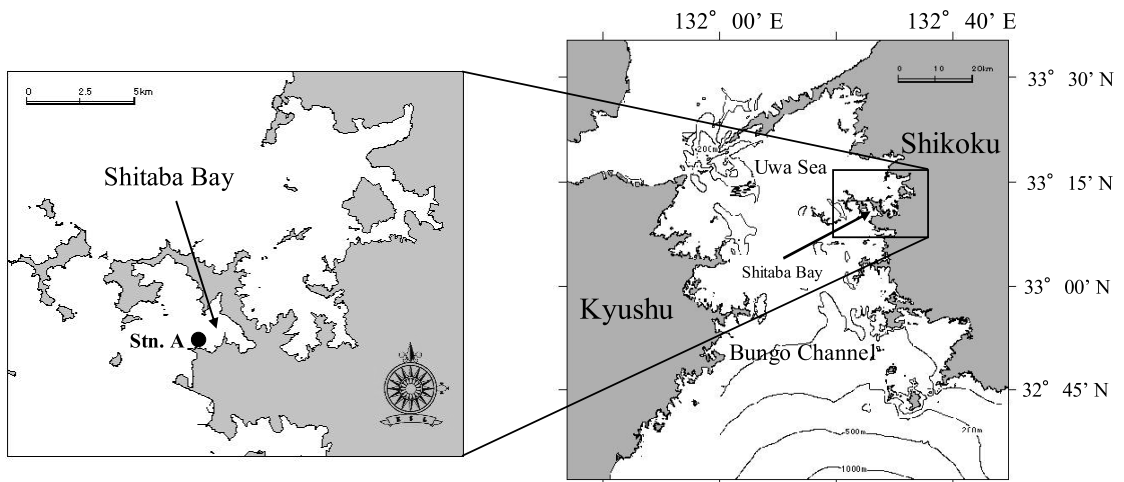 132° 00’ E
132° 40’ E
0 10 20km
33° 30’ N
Shikoku
200m
Uwa Sea
33° 15’ N
Shitaba Bay
33° 00’ N
Kyushu
Bungo Channel
32° 45’ N
500m
200m
1000m
0 2.5 5km
Shitaba Bay
Stn. A